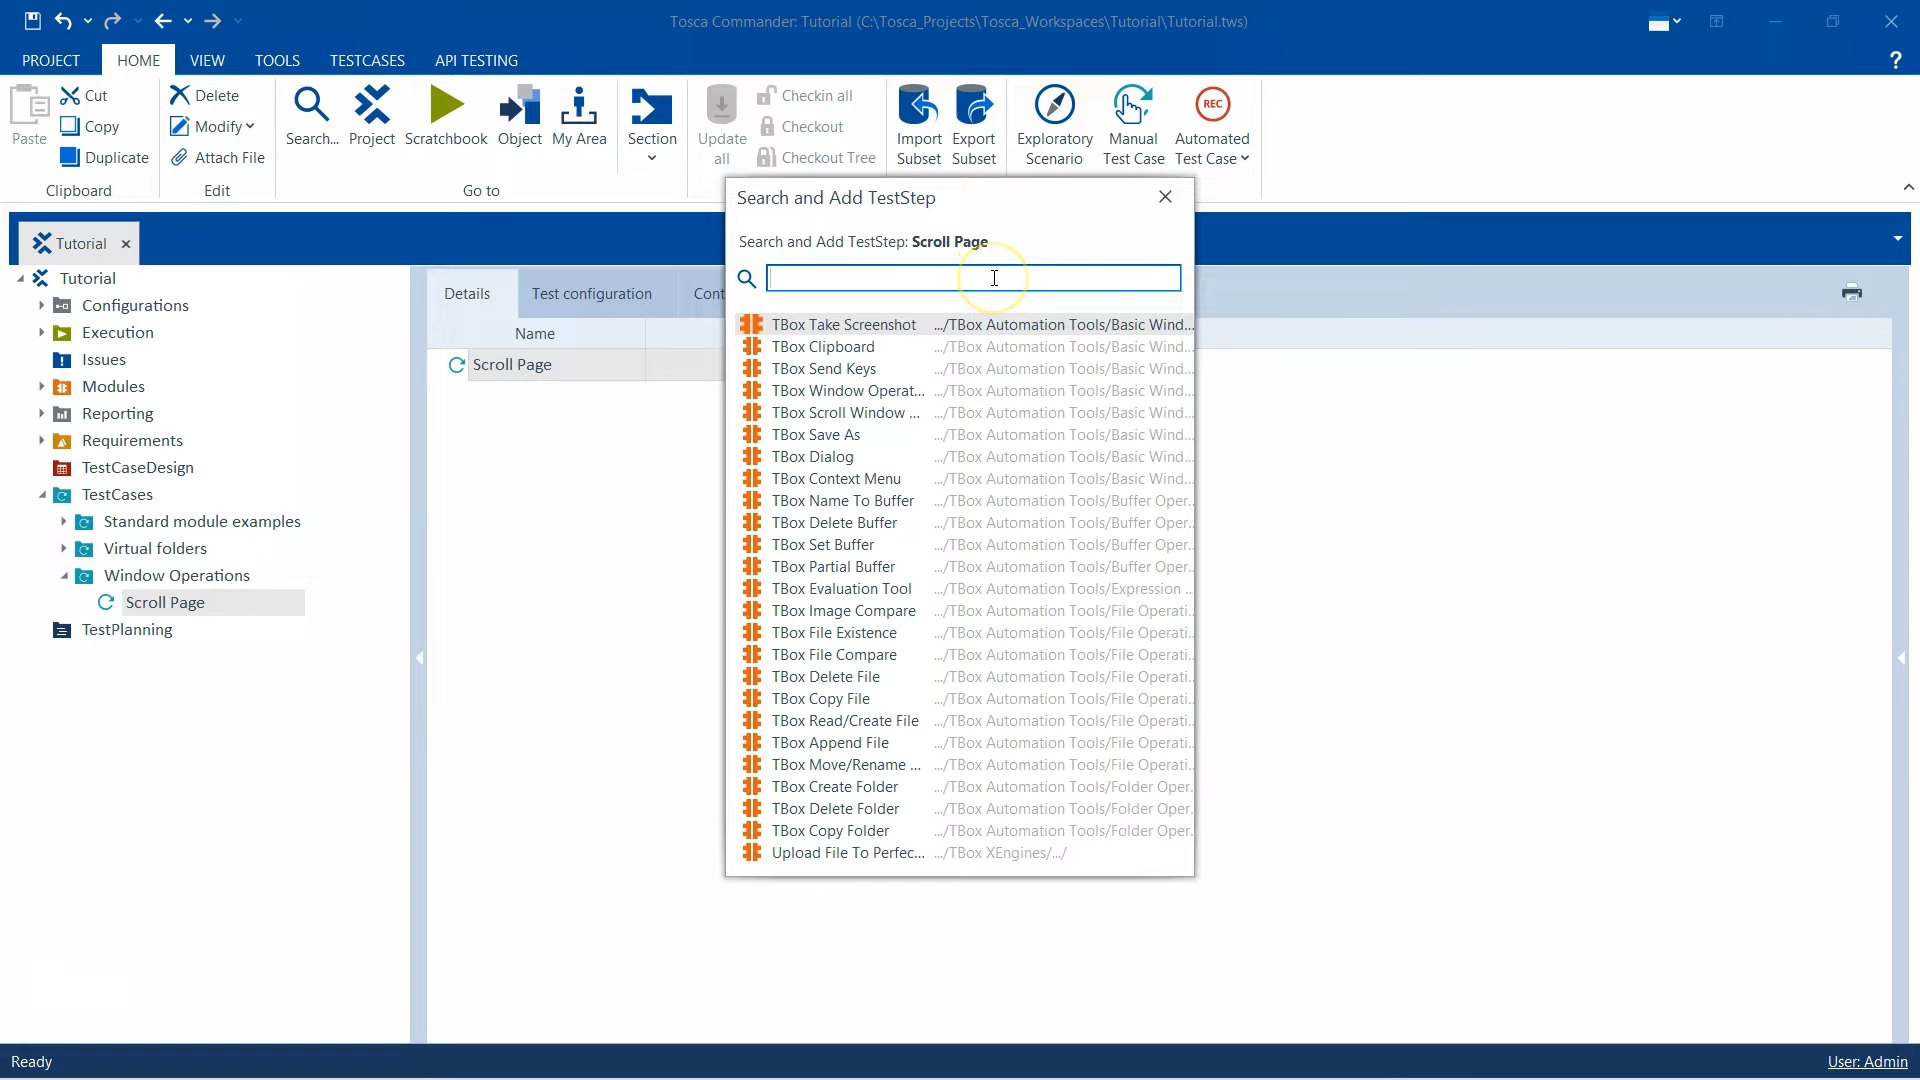 Tosca Commander: Tutorial (C:\Tosca_Projects\Tosca_Workspaces\Tutorial\Tutorial.tws)
PROJECT HOME VIEW TOOLS TESTCASES API TESTING ?
Paste
Cut
Copy
Duplicate
Clipboard
Delete
Modify
Attach File
Edit
Search...
Project
Scratchbook
Object
My Area
Go to
Section
Update all
Checkin all
Checkout
Checkout Tree
Import Subset
Export Subset
Exploratory Scenario
Manual Test Case
REC
Automated Test Case
Tutorial
Tutorial
Configurations
Execution
Issues
Modules
Reporting
Requirements
TestCaseDesign
TestCases
Standard module examples
Virtual folders
Window Operations
Scroll Page
TestPlanning
Details Test configuration Cont
Name
Scroll Page
Search and Add TestStep
Search and Add TestStep: Scroll Page
TBox Take Screenshot .../TBox Automation Tools/Basic Wind...
TBox Clipboard .../TBox Automation Tools/Basic Wind...
TBox Send Keys .../TBox Automation Tools/Basic Wind...
TBox Window Operat... .../TBox Automation Tools/Basic Wind...
TBox Scroll Window ... .../TBox Automation Tools/Basic Wind...
TBox Save As .../TBox Automation Tools/Basic Wind...
TBox Dialog .../TBox Automation Tools/Basic Wind...
TBox Context Menu .../TBox Automation Tools/Basic Wind...
TBox Name To Buffer .../TBox Automation Tools/Buffer Oper...
TBox Delete Buffer .../TBox Automation Tools/Buffer Oper...
TBox Set Buffer .../TBox Automation Tools/Buffer Oper...
TBox Partial Buffer .../TBox Automation Tools/Buffer Oper...
TBox Evaluation Tool .../TBox Automation Tools/Expression ...
TBox Image Compare .../TBox Automation Tools/File Operati...
TBox File Existence .../TBox Automation Tools/File Operati...
TBox File Compare .../TBox Automation Tools/File Operati...
TBox Delete File .../TBox Automation Tools/File Operati...
TBox Copy File .../TBox Automation Tools/File Operati...
TBox Read/Create File .../TBox Automation Tools/File Operati...
TBox Append File .../TBox Automation Tools/File Operati...
TBox Move/Rename ... .../TBox Automation Tools/File Operati...
TBox Create Folder .../TBox Automation Tools/Folder Oper...
TBox Delete Folder .../TBox Automation Tools/Folder Oper...
TBox Copy Folder .../TBox Automation Tools/Folder Oper...
Upload File To Perfec... .../TBox XEngines/.../
Ready
User: Admin